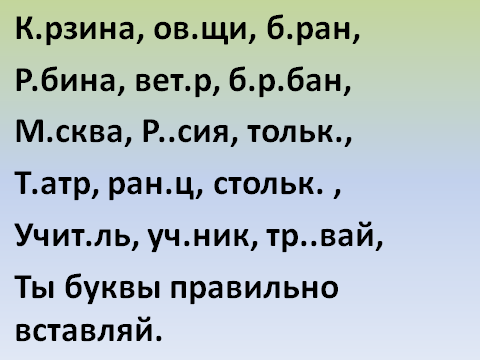 К.рзина, ов.щи, б.ран,
Р.бина, вет.р, б.р.бан,
М.сква, Р..сия, тольк.,
Т.атр, ран.ц, стольк. ,
Учит.ль, уч.ник, тр..вай,
Ты буквы правильно
вставляй.